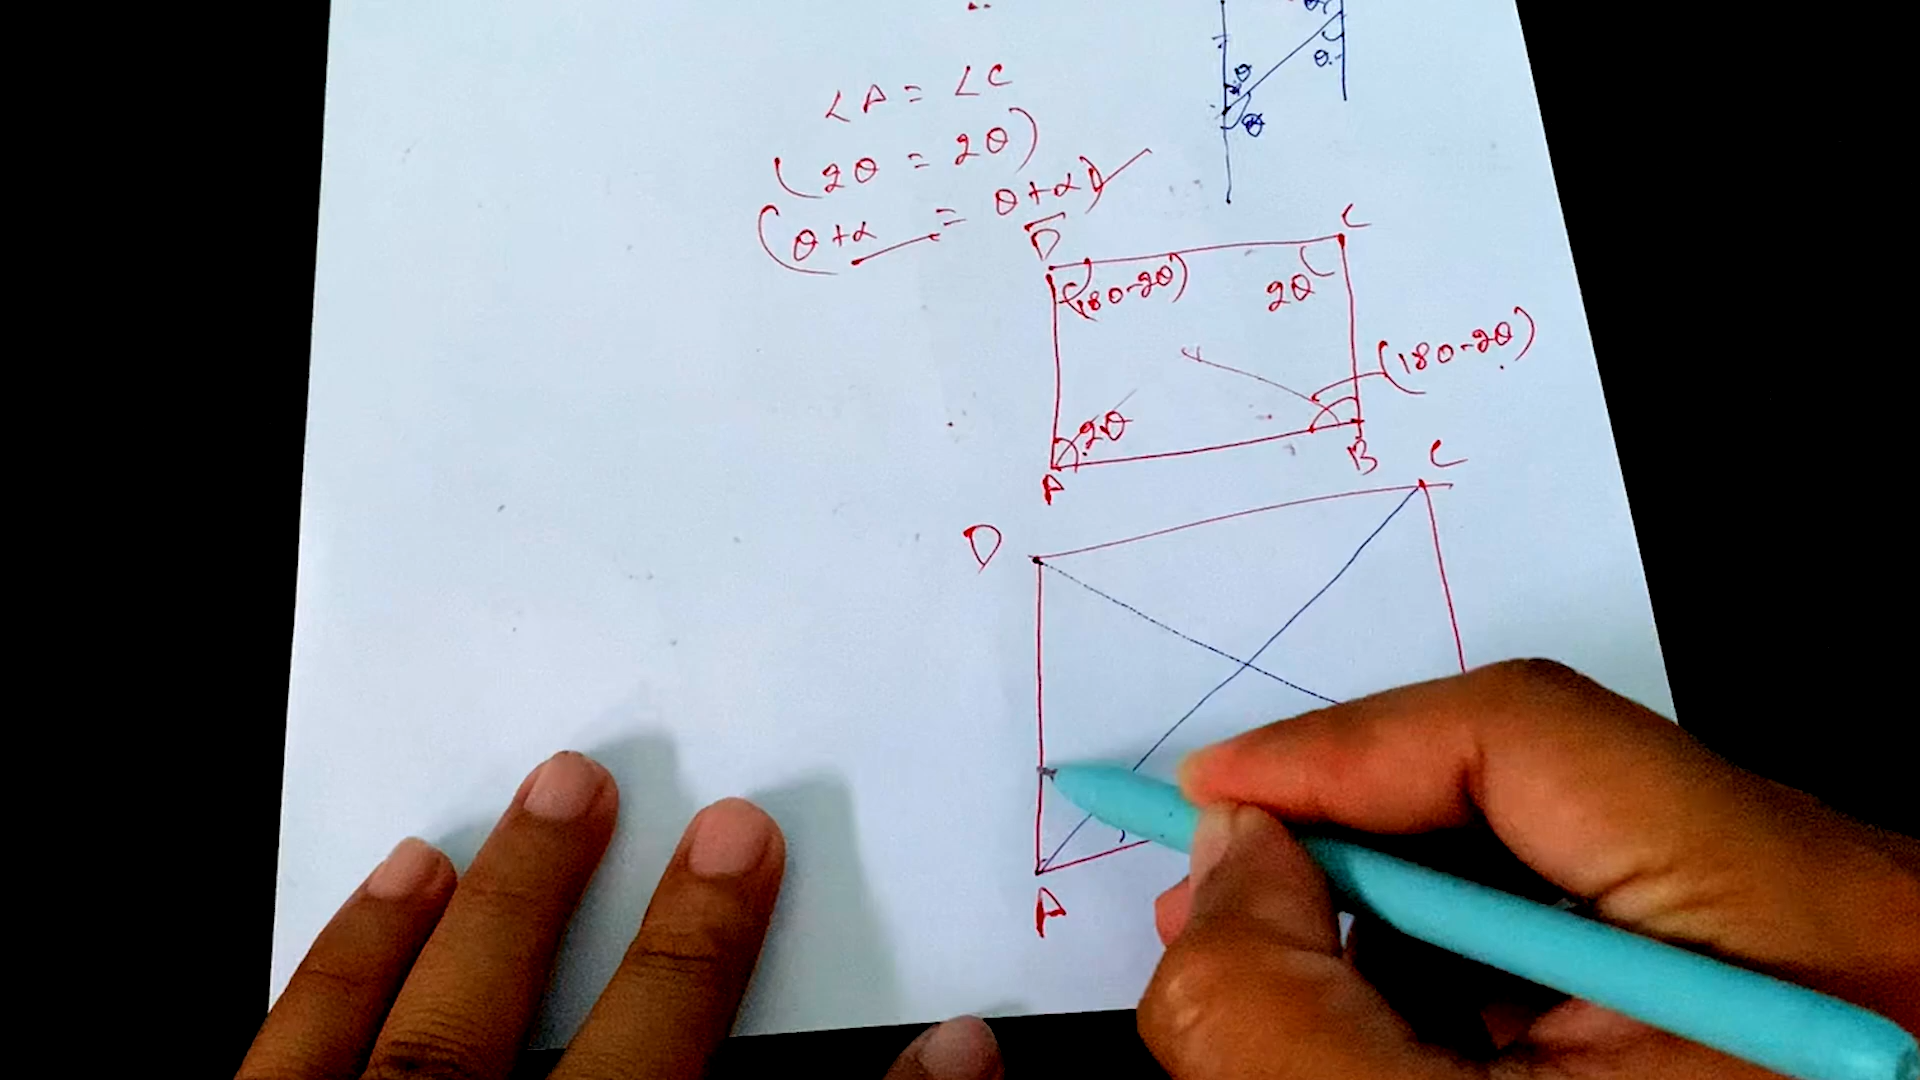 θ
θ
θ.
θ
∠A = ∠C
(2θ = 2θ)
(θ+α = θ+α)
D C
(180-2θ) 2θ
(180-2θ)
2θ
A B
C
D
A